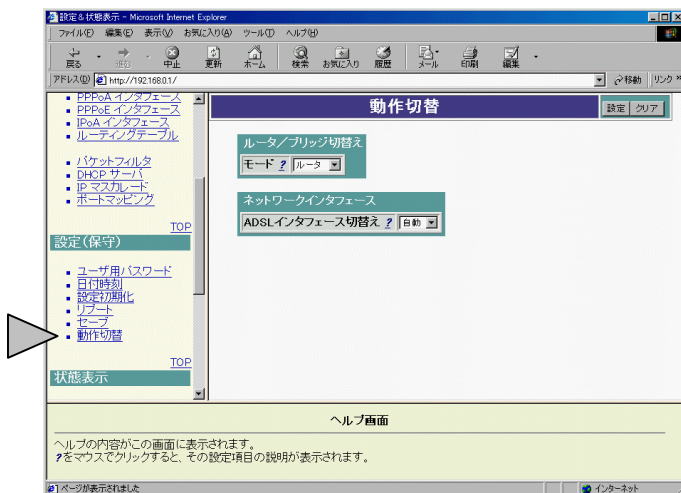 設定&状態表示 - Microsoft Internet Explorer
ファイル(F) 編集(E) 表示(V) お気に入り(A) ツール(T) ヘルプ(H)
戻る 進む 中止 更新 ホーム 検索 お気に入り 履歴 メール 印刷 編集
アドレス(D) http://192.168.0.1/ 移動 リンク »
PPPoA インタフェース
PPPoE インタフェース
IPoA インタフェース
ルーティングテーブル
パケットフィルタ
DHCP サーバ
IP マスカレード
ポートマッピング
TOP
設定(保守)
ユーザ用パスワード
日付時刻
設定初期化
リブート
セーブ
動作切替
TOP
状態表示
動作切替
設定 クリア
ルータ/ブリッジ切替え
モード ? ルータ
ネットワークインタフェース
ADSLインタフェース切替え ? 自動
ヘルプ画面
ヘルプの内容がこの画面に表示されます。
?をマウスでクリックすると、その設定項目の説明が表示されます。
ページが表示されました インターネット